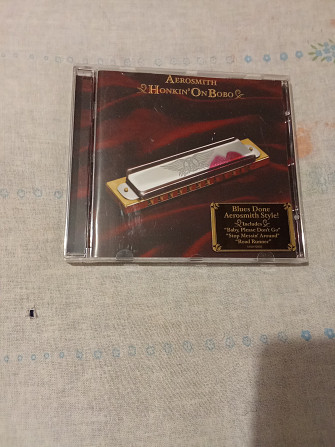 AEROSMITH
HONKIN' ON BOBO
Blues Done
Aerosmith Style!
Includes
"Baby, Please Don't Go"
"Stop Messin' Around"
"Road Runner"